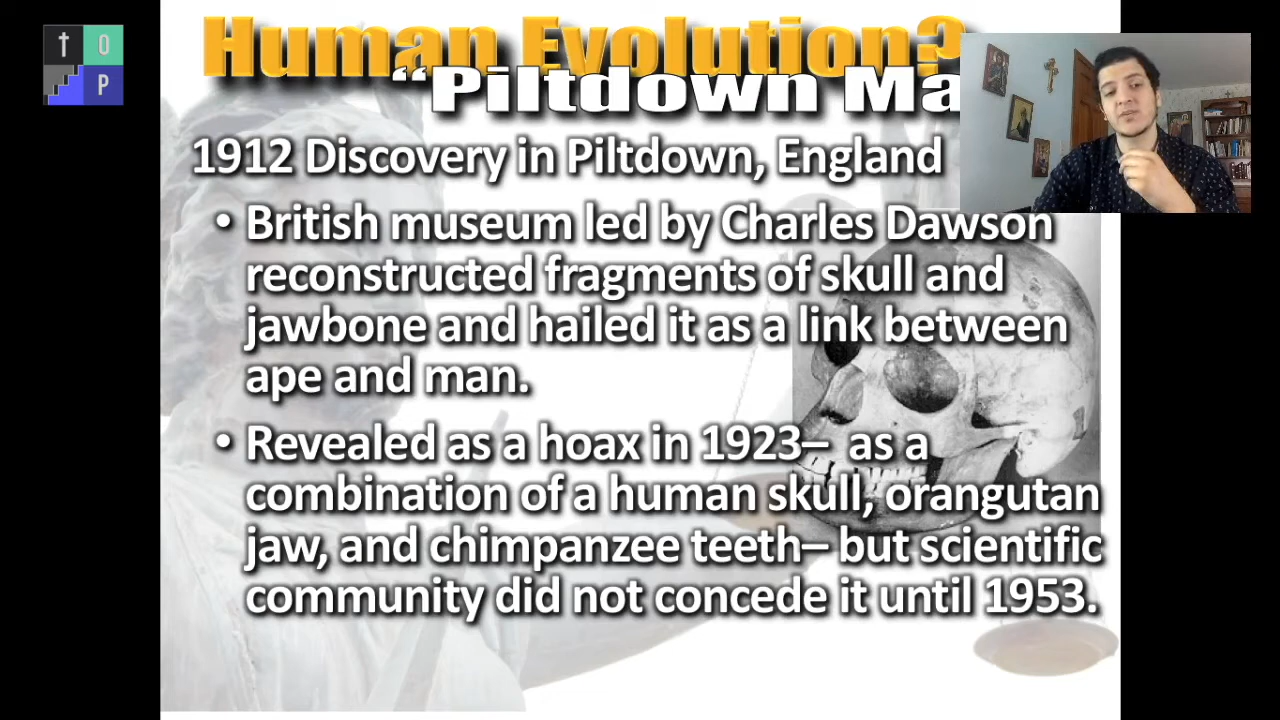 † O
P
Human Evolution?
“Piltdown Ma
1912 Discovery in Piltdown, England
• British museum led by Charles Dawson
reconstructed fragments of skull and
jawbone and hailed it as a link between
ape and man.
• Revealed as a hoax in 1923– as a
combination of a human skull, orangutan
jaw, and chimpanzee teeth– but scientific
community did not concede it until 1953.